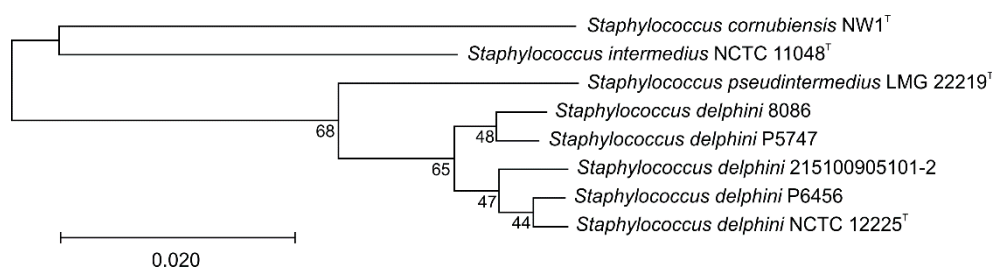 Staphylococcus cornubiensis NW1ᵀ
Staphylococcus intermedius NCTC 11048ᵀ
Staphylococcus pseudintermedius LMG 22219ᵀ
68
Staphylococcus delphini 8086
48
Staphylococcus delphini P5747
65
Staphylococcus delphini 215100905101-2
47
Staphylococcus delphini P6456
44
Staphylococcus delphini NCTC 12225ᵀ
0.020